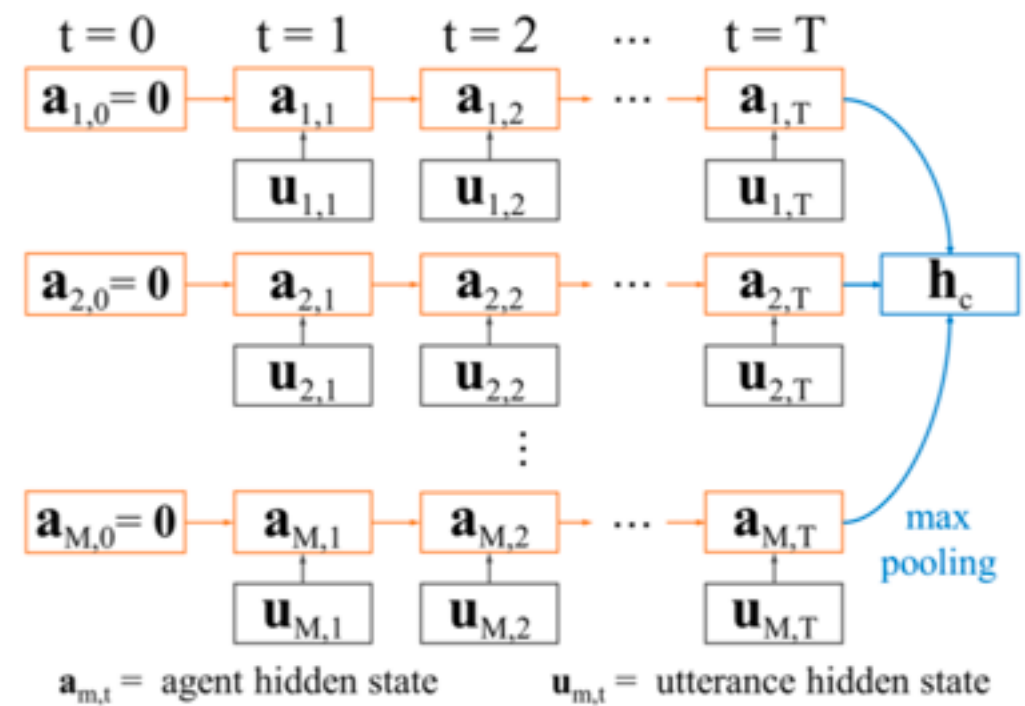 t = 0 t = 1 t = 2 ... t = T
a1,0= 0 a1,1 a1,2 ... a1,T
u1,1 u1,2 u1,T
a2,0= 0 a2,1 a2,2 ... a2,T hc
u2,1 u2,2 u2,T
⋮
aM,0= 0 aM,1 aM,2 ... aM,T max
pooling
uM,1 uM,2 uM,T
am,t = agent hidden state um,t = utterance hidden state